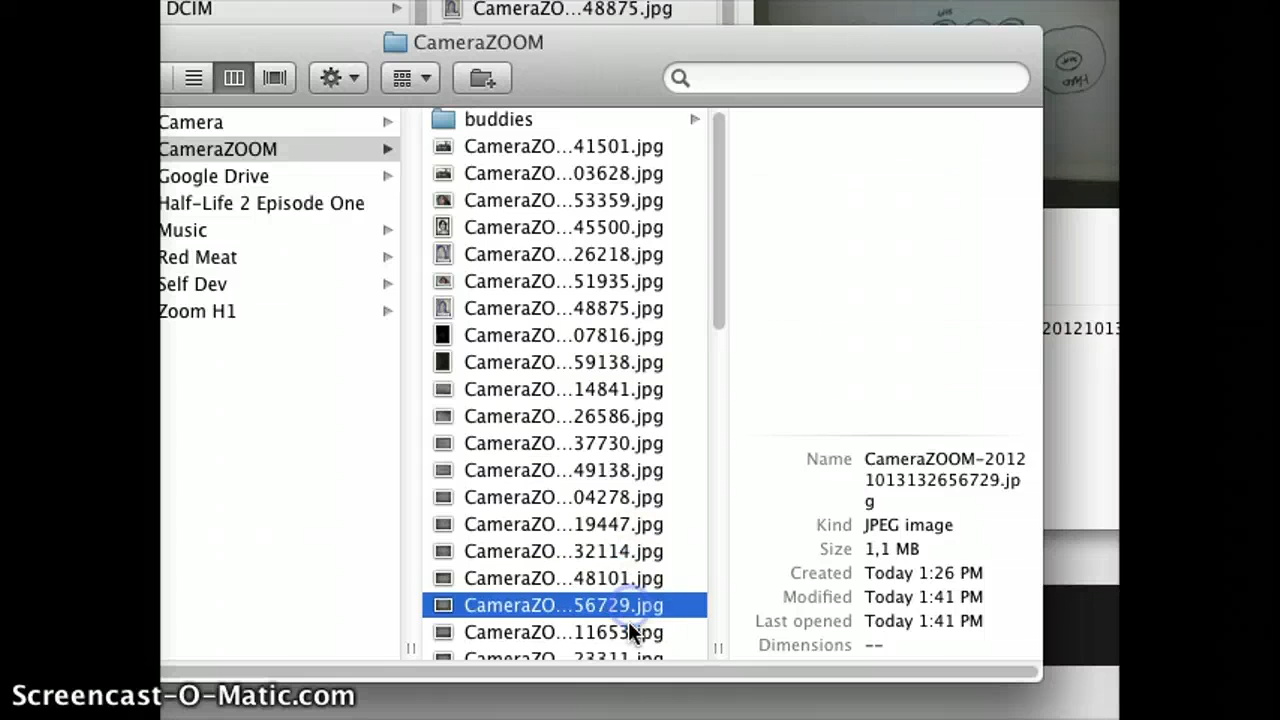 DCIM
CameraZO...48875.jpg
CameraZOOM
Camera
CameraZOOM
Google Drive
Half-Life 2 Episode One
Music
Red Meat
Self Dev
Zoom H1
buddies
CameraZO...41501.jpg
CameraZO...03628.jpg
CameraZO...53359.jpg
CameraZO...45500.jpg
CameraZO...26218.jpg
CameraZO...51935.jpg
CameraZO...48875.jpg
CameraZO...07816.jpg
CameraZO...59138.jpg
CameraZO...14841.jpg
CameraZO...26586.jpg
CameraZO...37730.jpg
CameraZO...49138.jpg
CameraZO...04278.jpg
CameraZO...19447.jpg
CameraZO...32114.jpg
CameraZO...48101.jpg
CameraZO...56729.jpg
CameraZO...11653.jpg
CameraZO...23311.jpg
Name CameraZOOM-2012
1013132656729.jp
g
Kind JPEG image
Size 1,1 MB
Created Today 1:26 PM
Modified Today 1:41 PM
Last opened Today 1:41 PM
Dimensions --
20121013
Screencast-O-Matic.com